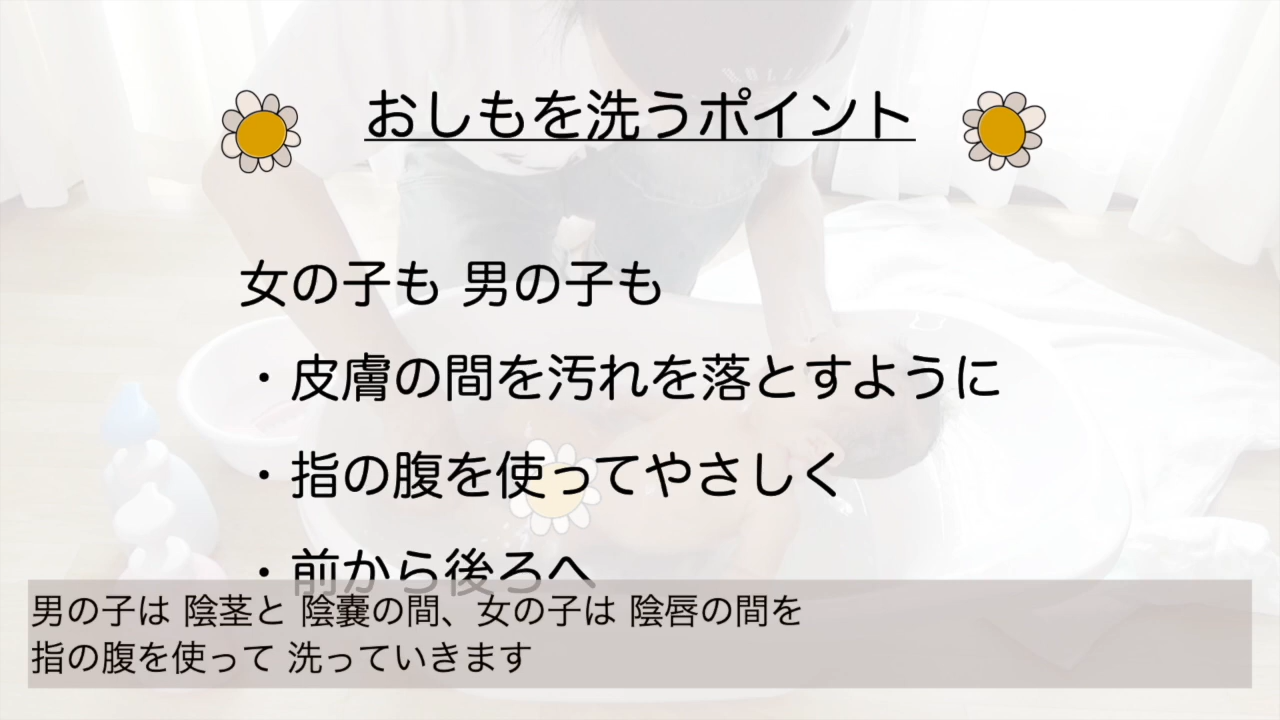 おしもを洗うポイント
女の子も 男の子も
・皮膚の間を汚れを落とすように
・指の腹を使ってやさしく
・前から後ろへ
男の子は 陰茎と 陰嚢の間、女の子は 陰唇の間を
指の腹を使って 洗っていきます